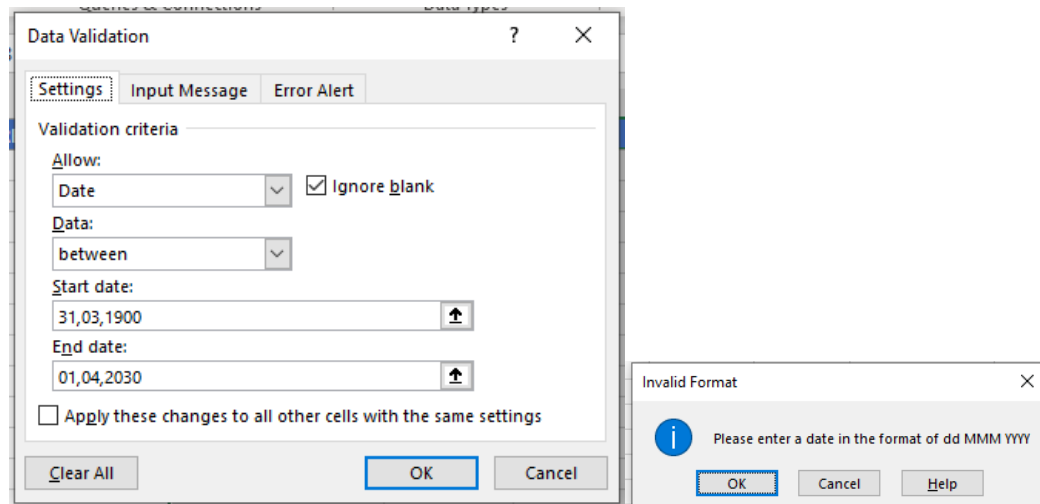 Queries & Connections Data Types
Data Validation ? ×
Settings Input Message Error Alert
Validation criteria
Allow:
Date Ignore blank
Data:
between
Start date:
31,03,1900
End date:
01,04,2030
Apply these changes to all other cells with the same settings
Clear All OK Cancel
Invalid Format ×
Please enter a date in the format of dd MMM YYYY
OK Cancel Help